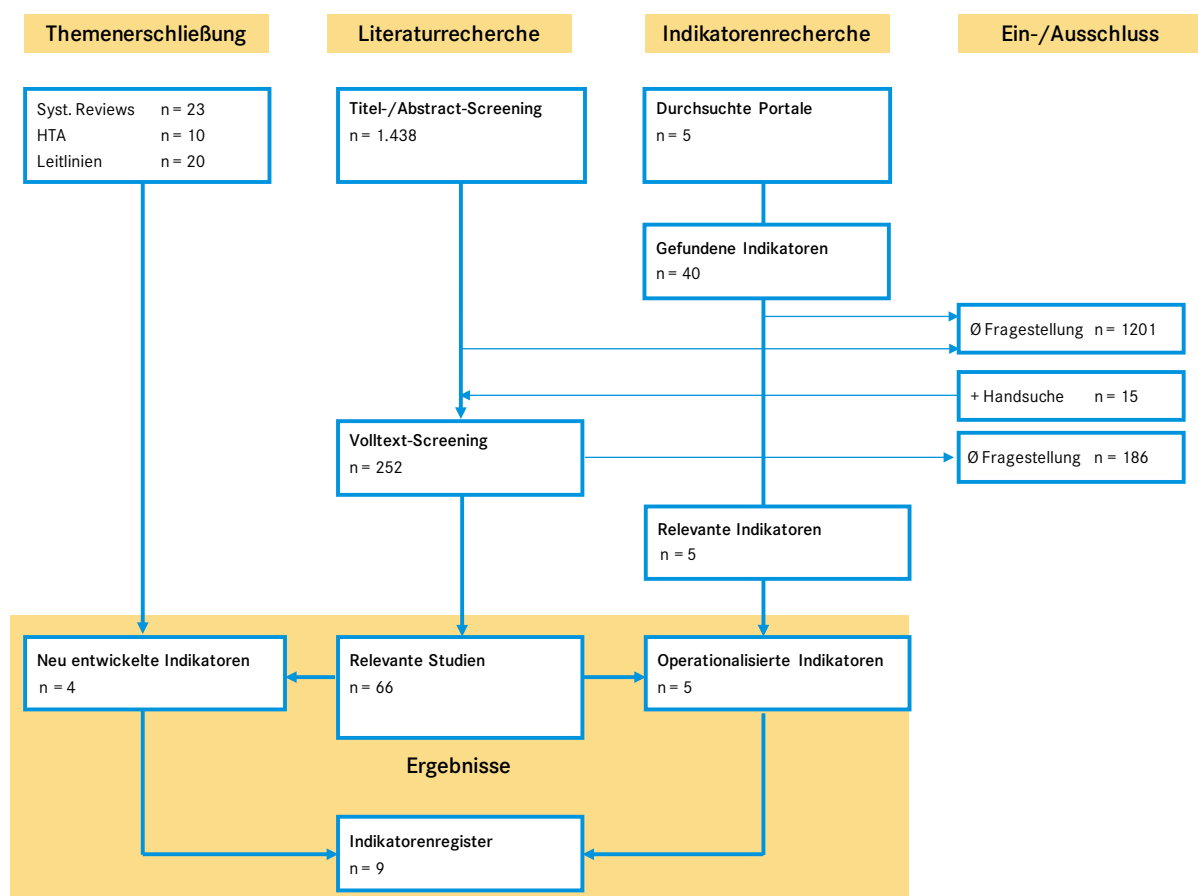 Themenerschließung
Literaturrecherche
Indikatorenrecherche
Ein-/Ausschluss
Syst. Reviews n = 23
HTA n = 10
Leitlinien n = 20
Titel-/Abstract-Screening
n = 1.438
Durchsuchte Portale
n = 5
Gefundene Indikatoren
n = 40
Ø Fragestellung n = 1201
+ Handsuche n = 15
Volltext-Screening
n = 252
Ø Fragestellung n = 186
Relevante Indikatoren
n = 5
Neu entwickelte Indikatoren
n = 4
Relevante Studien
n = 66
Operationalisierte Indikatoren
n = 5
Ergebnisse
Indikatorenregister
n = 9